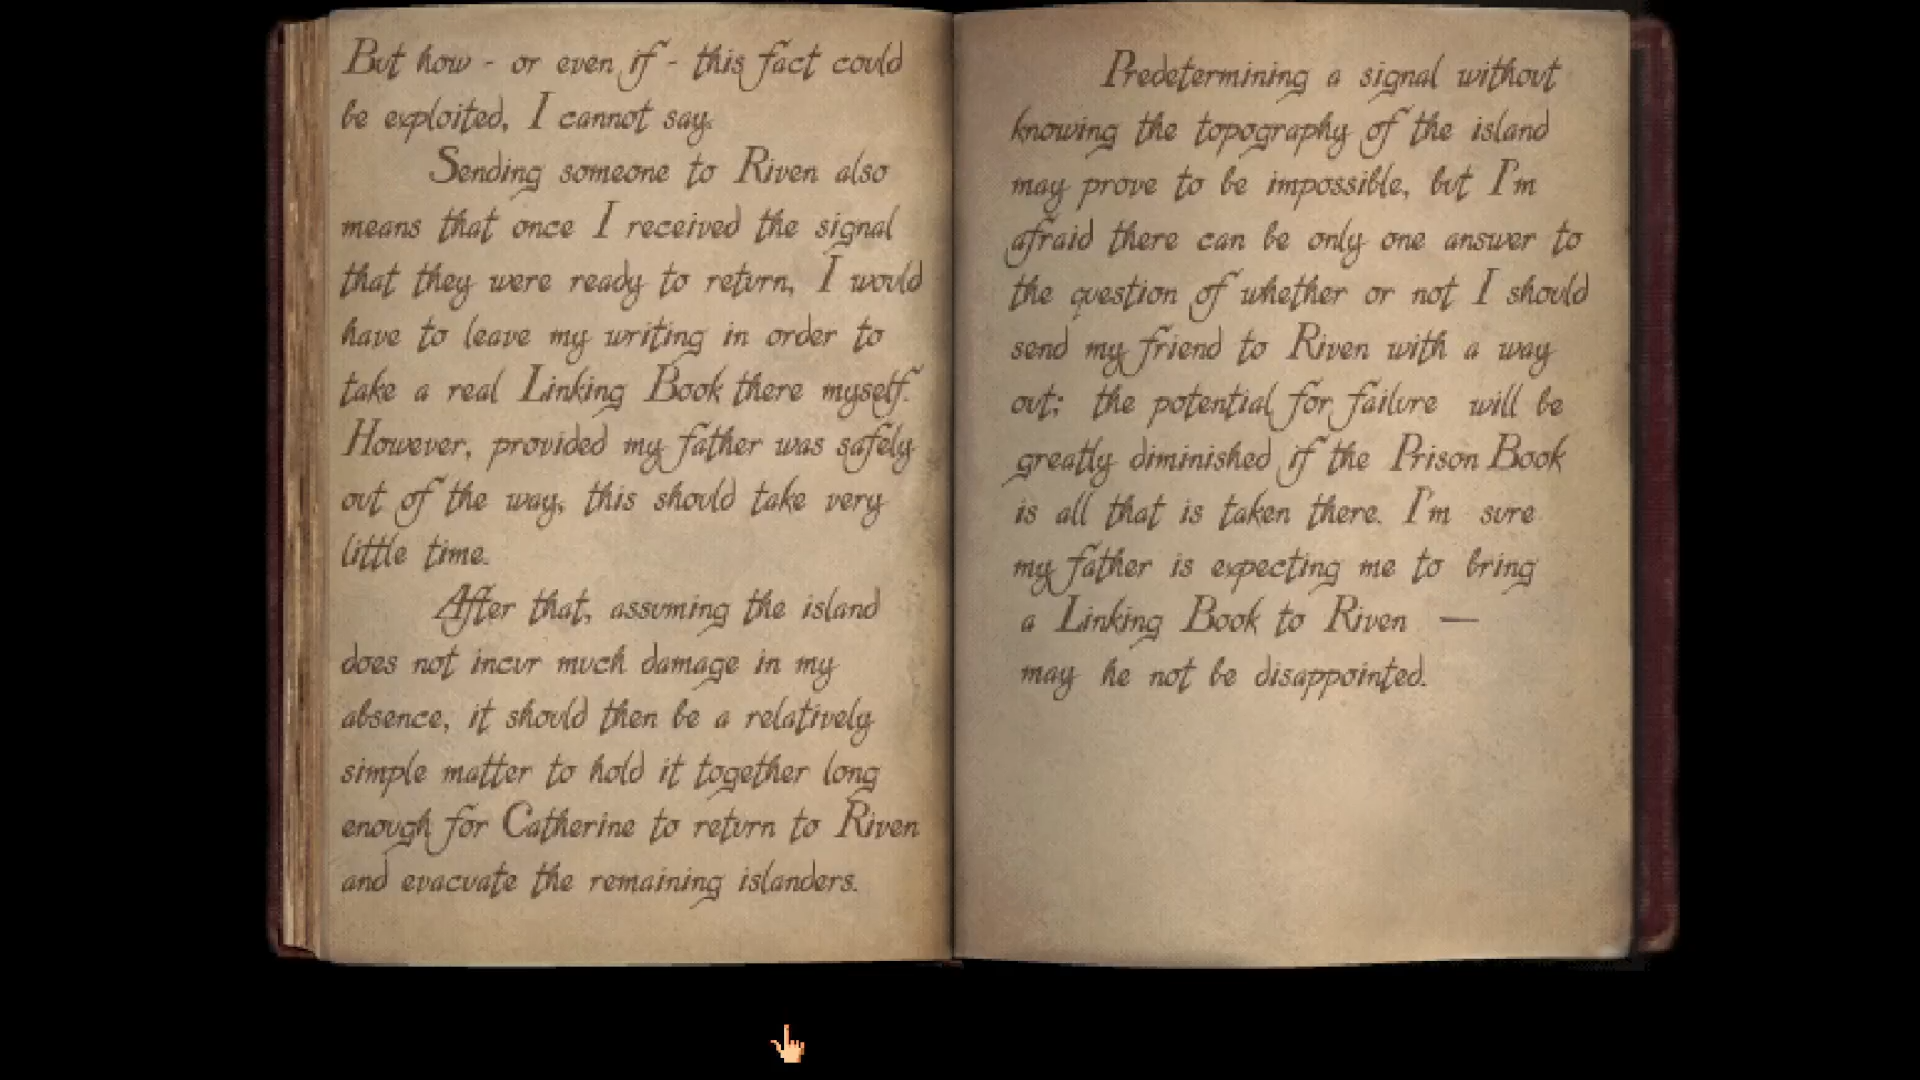 But how - or even if - this fact could
be exploited, I cannot say.
Sending someone to Riven also
means that once I received the signal
that they were ready to return, I would
have to leave my writing in order to
take a real Linking Book there myself.
However, provided my father was safely
out of the way, this should take very
little time.
After that, assuming the island
does not incur much damage in my
absence, it should then be a relatively
simple matter to hold it together long
enough for Catherine to return to Riven
and evacuate the remaining islanders.
Predetermining a signal without
knowing the topography of the island
may prove to be impossible, but I'm
afraid there can be only one answer to
the question of whether or not I should
send my friend to Riven with a way
out; the potential for failure will be
greatly diminished if the Prison Book
is all that is taken there. I'm sure
my father is expecting me to bring
a Linking Book to Riven —
may he not be disappointed.